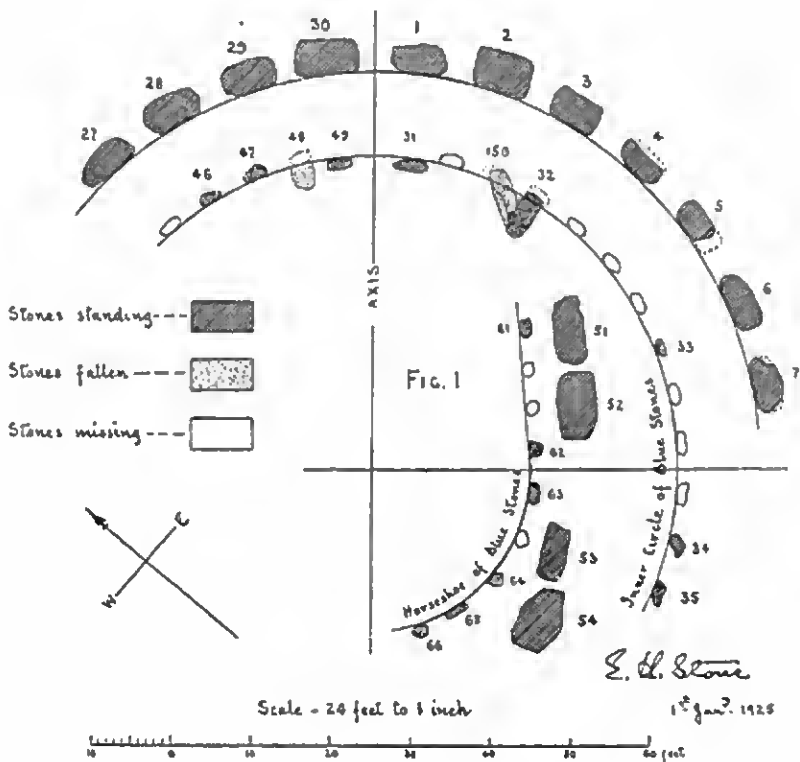 30
1
29
2
28
3
27
4
48
49
31
150
32
47
46
5
6
AXIS
Stones standing
61
51
33
Stones fallen
FIG. 1
7
52
Stones missing
62
63
Horseshoe of Blue Stones
Inner Circle of Blue Stones
E
W
53
34
64
35
65
54
66
E. H. Stone
Scale - 24 feet to 1 inch
1st Jany. 1925
10 0 10 20 30 40 50 60 feet